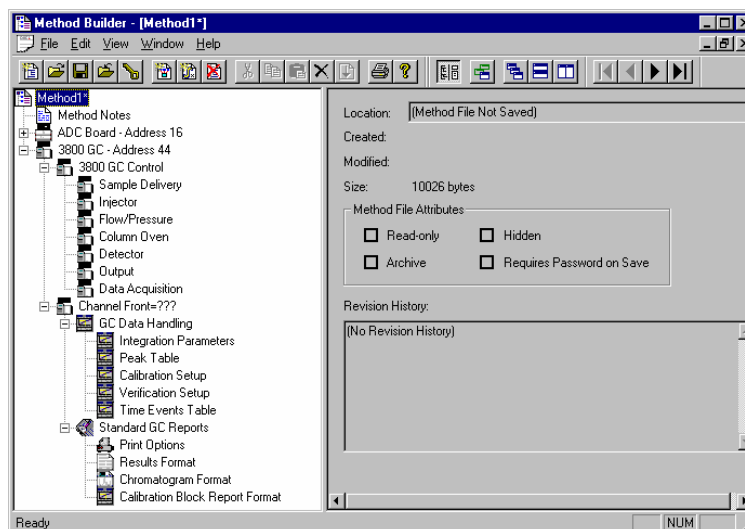 Method Builder - [Method1*]
File Edit View Window Help
Method1*
Method Notes
ADC Board - Address 16
3800 GC - Address 44
3800 GC Control
Sample Delivery
Injector
Flow/Pressure
Column Oven
Detector
Output
Data Acquisition
Channel Front=???
GC Data Handling
Integration Parameters
Peak Table
Calibration Setup
Verification Setup
Time Events Table
Standard GC Reports
Print Options
Results Format
Chromatogram Format
Calibration Block Report Format
Location: (Method File Not Saved)
Created:
Modified:
Size: 10026 bytes
Method File Attributes
Read-only Hidden
Archive Requires Password on Save
Revision History:
(No Revision History)
Ready NUM